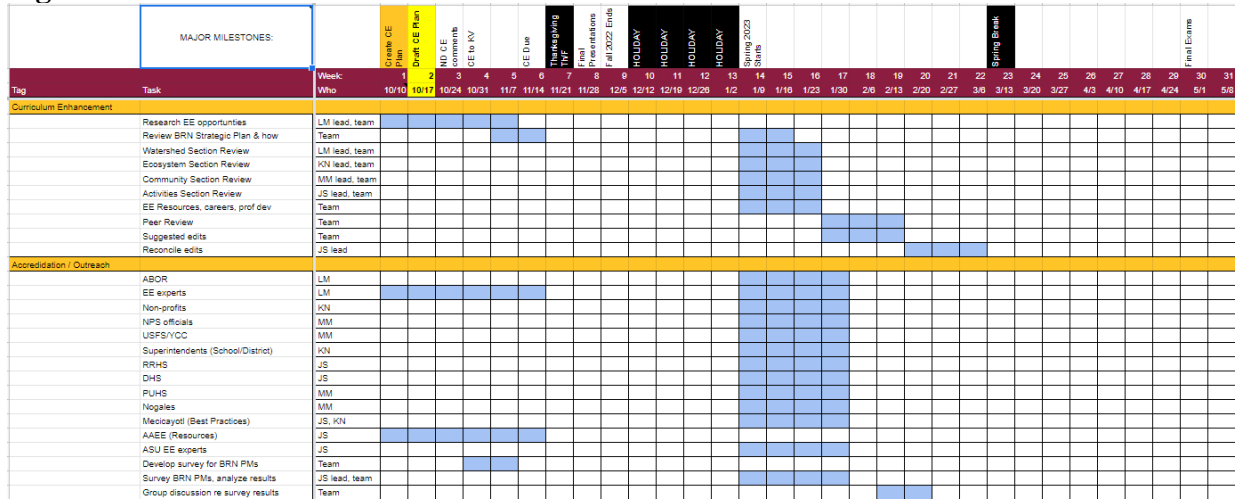 MAJOR MILESTONES:
Create CE Plan
Draft CE Plan
ND CE comments
CE to KV
CE Due
Thanksgiving Th/F
Final Presentations
Fall 2022 Ends
HOLIDAY
HOLIDAY
HOLIDAY
HOLIDAY
Spring 2023 Starts
Spring Break
Final Exams
Week: 1 2 3 4 5 6 7 8 9 10 11 12 13 14 15 16 17 18 19 20 21 22 23 24 25 26 27 28 29 30 31
Tag Task Who 10/10 10/17 10/24 10/31 11/7 11/14 11/21 11/28 12/5 12/12 12/19 12/26 1/2 1/9 1/16 1/23 1/30 2/6 2/13 2/20 2/27 3/6 3/13 3/20 3/27 4/3 4/10 4/17 4/24 5/1 5/8
Curriculum Enhancement
Research EE opportunties LM lead, team
Review BRN Strategic Plan & how Team
Watershed Section Review LM lead, team
Ecosystem Section Review KN lead, team
Community Section Review MM lead, team
Activities Section Review JS lead, team
EE Resources, careers, prof dev Team
Peer Review Team
Suggested edits Team
Reconcile edits JS lead
Accredidation / Outreach
ABOR LM
EE experts LM
Non-profits KN
NPS officials MM
USFS/YCC MM
Superintendents (School/District) KN
RRHS JS
DHS JS
PUHS MM
Nogales MM
Mecicayotl (Best Practices) JS, KN
AAEE (Resources) JS
ASU EE experts JS
Develop survey for BRN PMs Team
Survey BRN PMs, analyze results JS lead, team
Group discussion re survey results Team